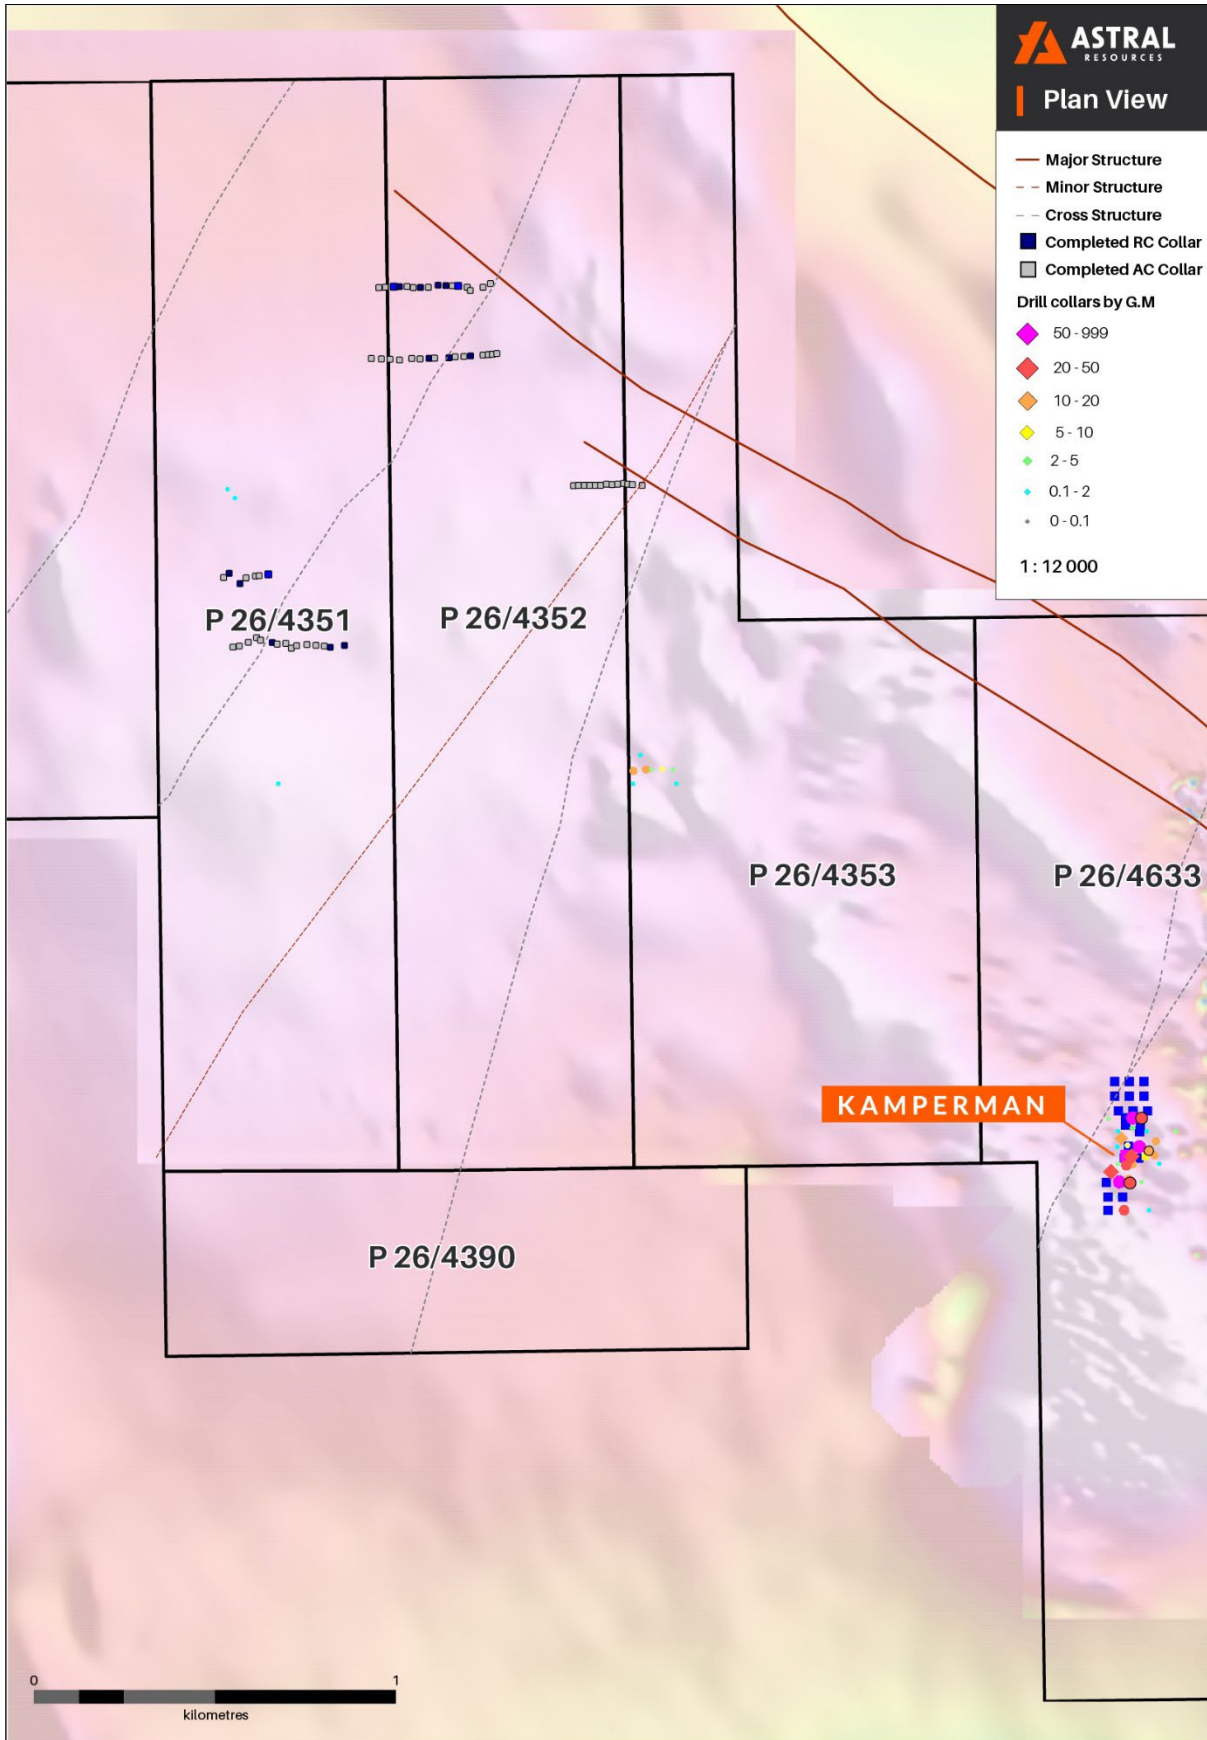 ASTRAL
RESOURCES
Plan View
Major Structure
Minor Structure
Cross Structure
Completed RC Collar
Completed AC Collar
Drill collars by G.M
50 - 999
20 - 50
10 - 20
5 - 10
2 - 5
0.1 - 2
0 - 0.1
1 : 12 000
P 26/4351
P 26/4352
P 26/4353
P 26/4633
KAMPERMAN
P 26/4390
0 1
kilometres